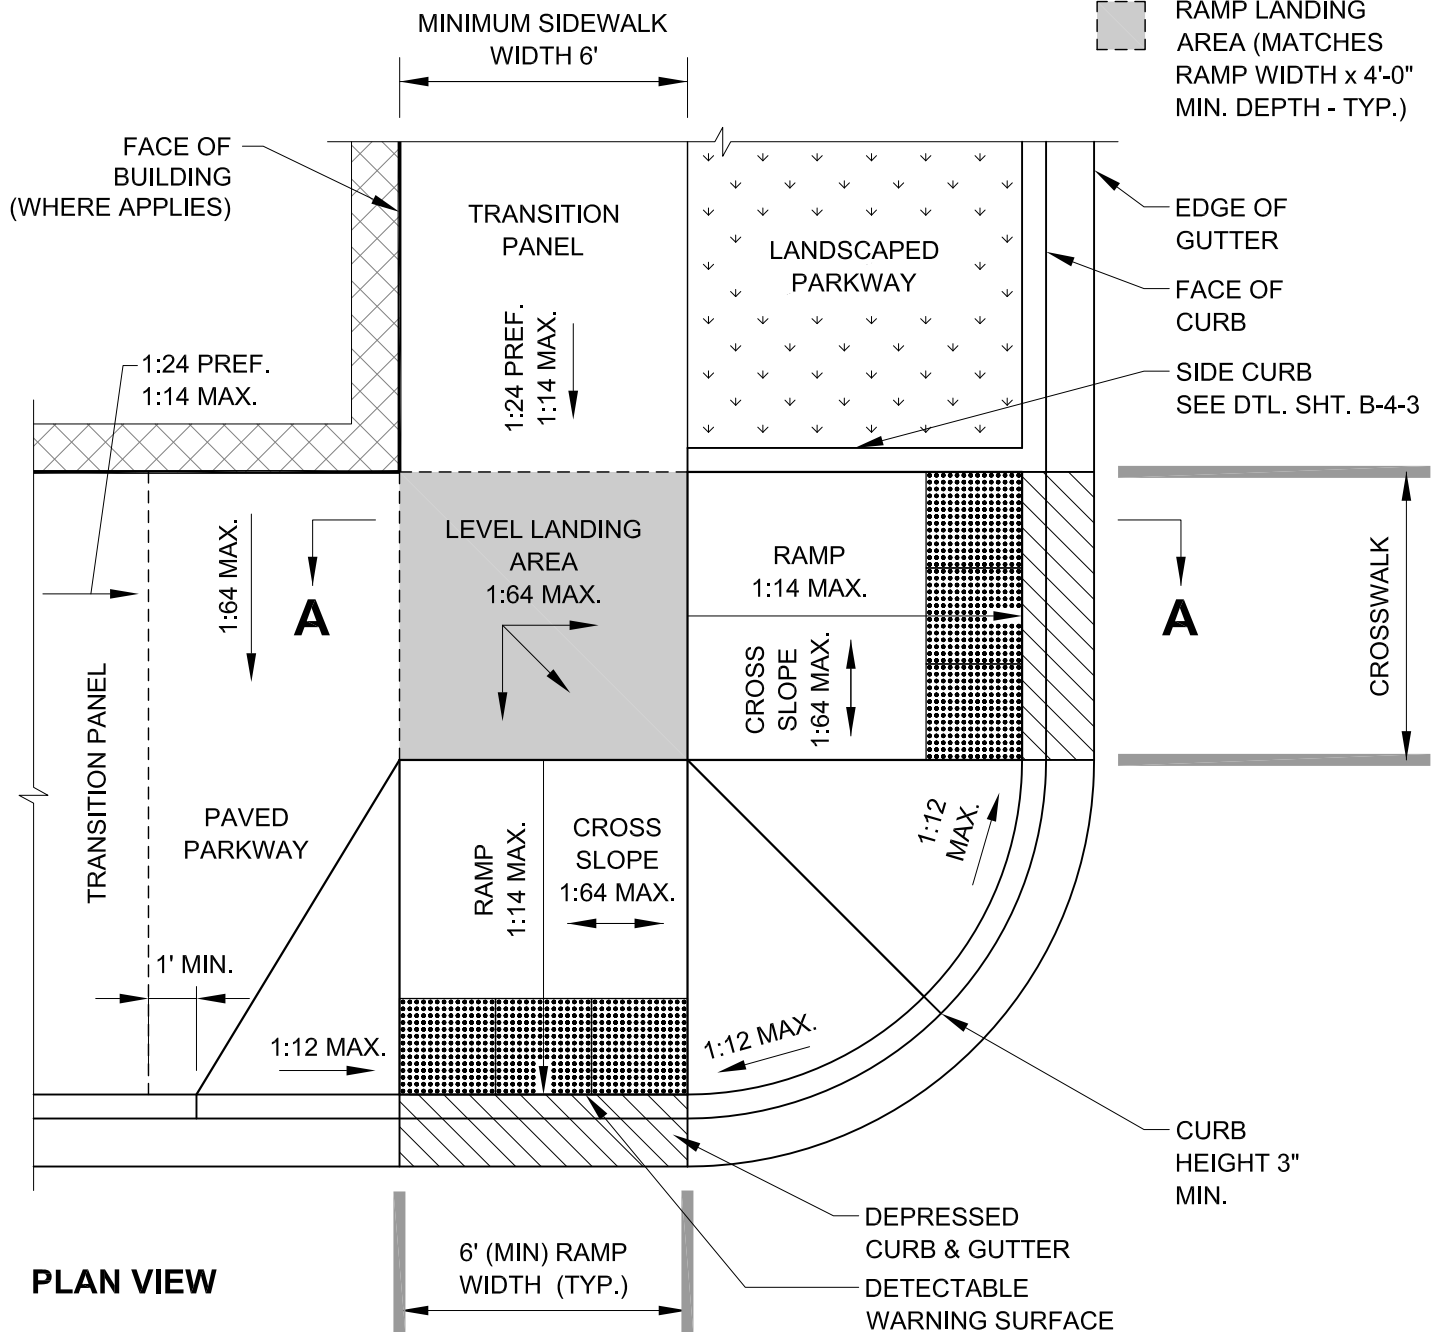 MINIMUM SIDEWALK
WIDTH 6'
RAMP LANDING
AREA (MATCHES
RAMP WIDTH x 4'-0"
MIN. DEPTH - TYP.)
FACE OF
BUILDING
(WHERE APPLIES)
TRANSITION
PANEL
LANDSCAPED
PARKWAY
EDGE OF
GUTTER
FACE OF
CURB
1:24 PREF.
1:14 MAX.
1:24 PREF.
1:14 MAX.
SIDE CURB
SEE DTL. SHT. B-4-3
1:64 MAX.
A
LEVEL LANDING
AREA
1:64 MAX.
RAMP
1:14 MAX.
CROSS
SLOPE
1:64 MAX.
A
CROSSWALK
TRANSITION PANEL
PAVED
PARKWAY
RAMP
1:14 MAX.
CROSS
SLOPE
1:64 MAX.
1:12
MAX.
1' MIN.
1:12 MAX.
1:12 MAX.
CURB
HEIGHT 3"
MIN.
DEPRESSED
CURB & GUTTER
DETECTABLE
WARNING SURFACE
6' (MIN) RAMP
WIDTH (TYP.)
PLAN VIEW